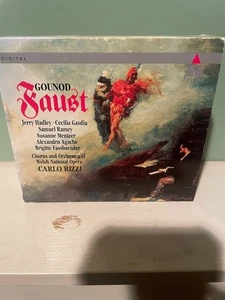 DIGITAL
GOUNOD
Faust
Jerry Hadley · Cecilia Gasdia
Samuel Ramey
Susanne Mentzer
Alexandru Agache
Brigitte Fassbaender
Chorus and Orchestra of
Welsh National Opera
CARLO RIZZI